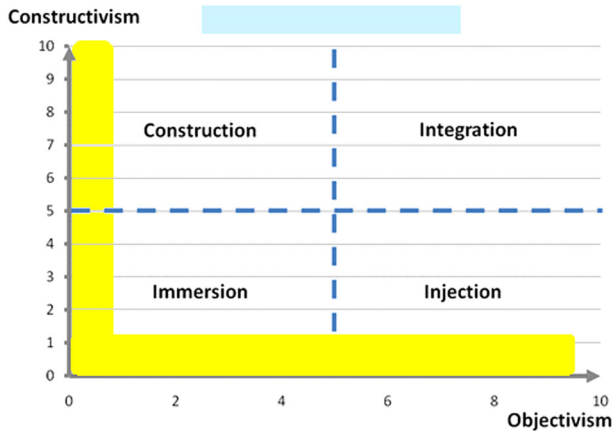 Constructivism
10
9
8
Construction
Integration
7
6
5
4
3
Immersion
Injection
2
1
0
0 2 4 6 8 10
Objectivism